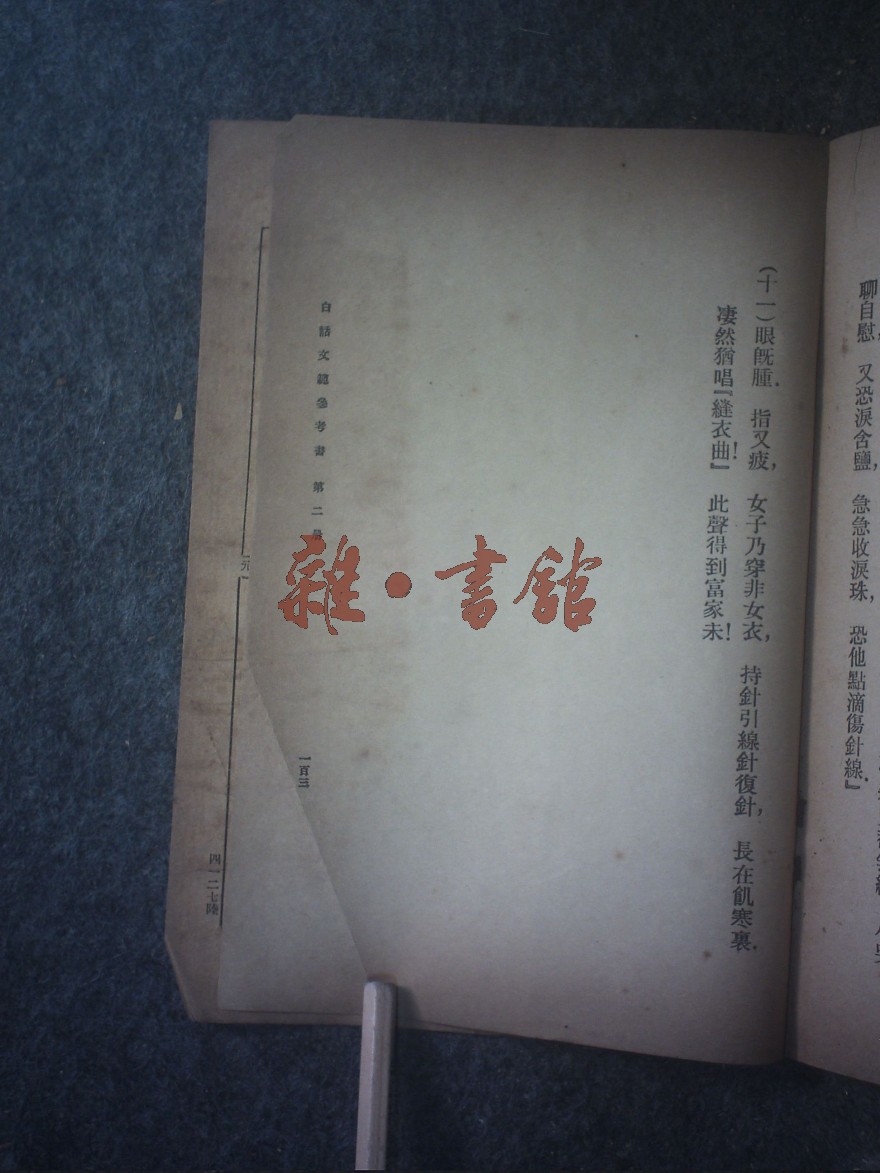 聊自慰,　又恐淚含鹽,　急急收淚珠,　恐他點滴傷針線.』
(十一)眼既腫.　指又疲,　女子乃穿非女衣,　持針引線針復針,　長在飢寒裏.
凄然猶唱『縫衣曲!』　此聲得到富家未!
白話文範參考書　第二
一百三
雜•書館
四一二七陸